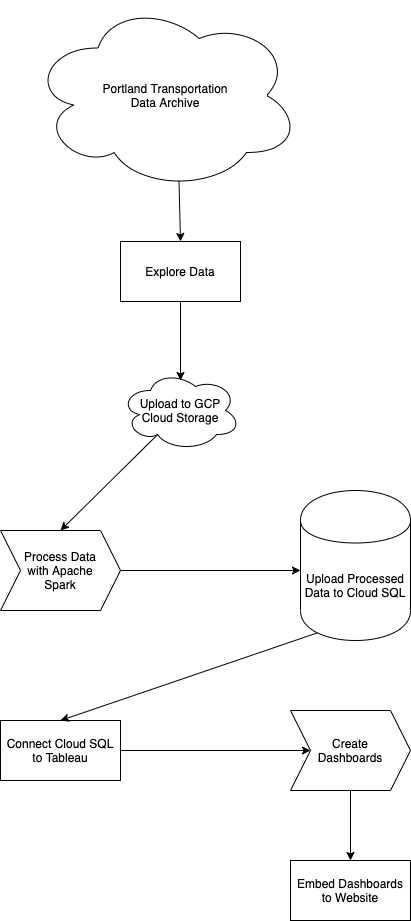 Portland Transportation
Data Archive
Explore Data
Upload to GCP
Cloud Storage
Process Data
with Apache
Spark
Upload Processed
Data to Cloud SQL
Connect Cloud SQL
to Tableau
Create
Dashboards
Embed Dashboards
to Website